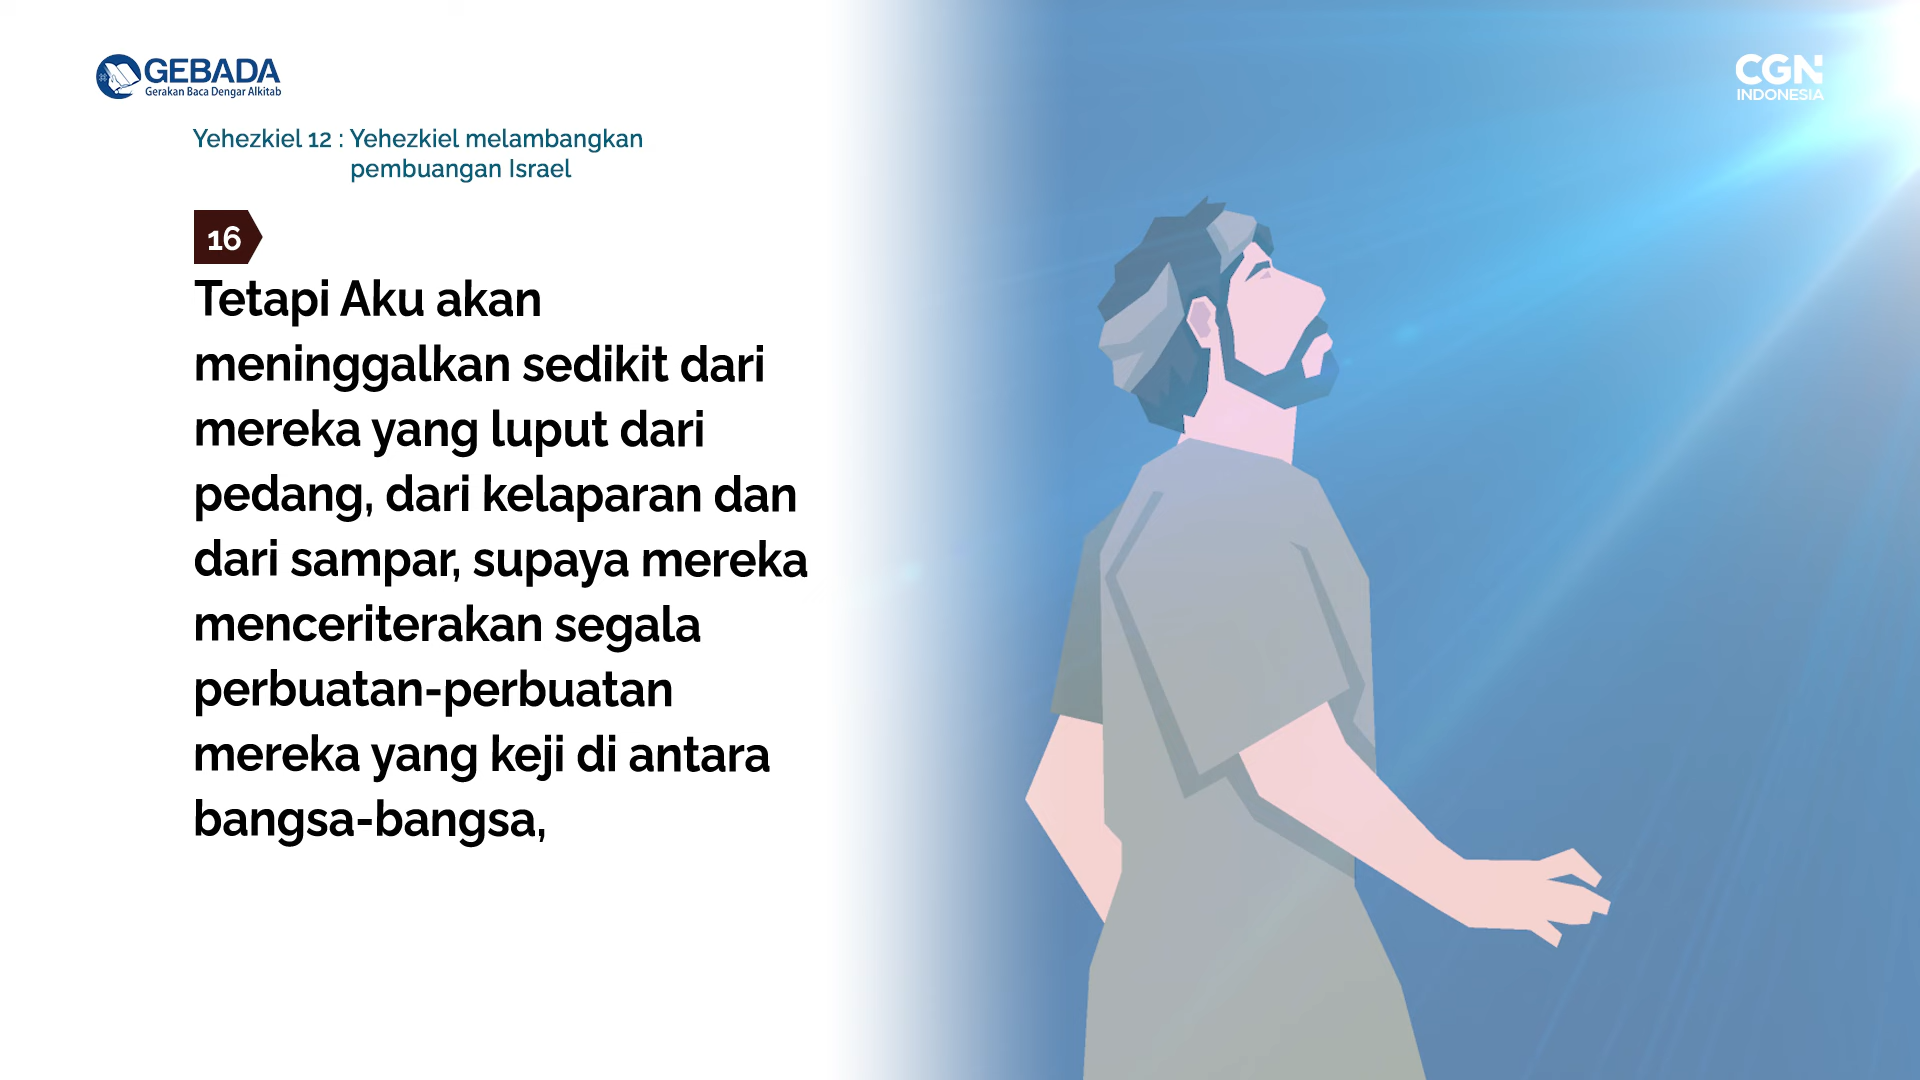 GEBADA
Gerakan Baca Dengar Alkitab
CGN
INDONESIA
Yehezkiel 12 : Yehezkiel melambangkan
pembuangan Israel
16
Tetapi Aku akan
meninggalkan sedikit dari
mereka yang luput dari
pedang, dari kelaparan dan
dari sampar, supaya mereka
menceriterakan segala
perbuatan-perbuatan
mereka yang keji di antara
bangsa-bangsa,